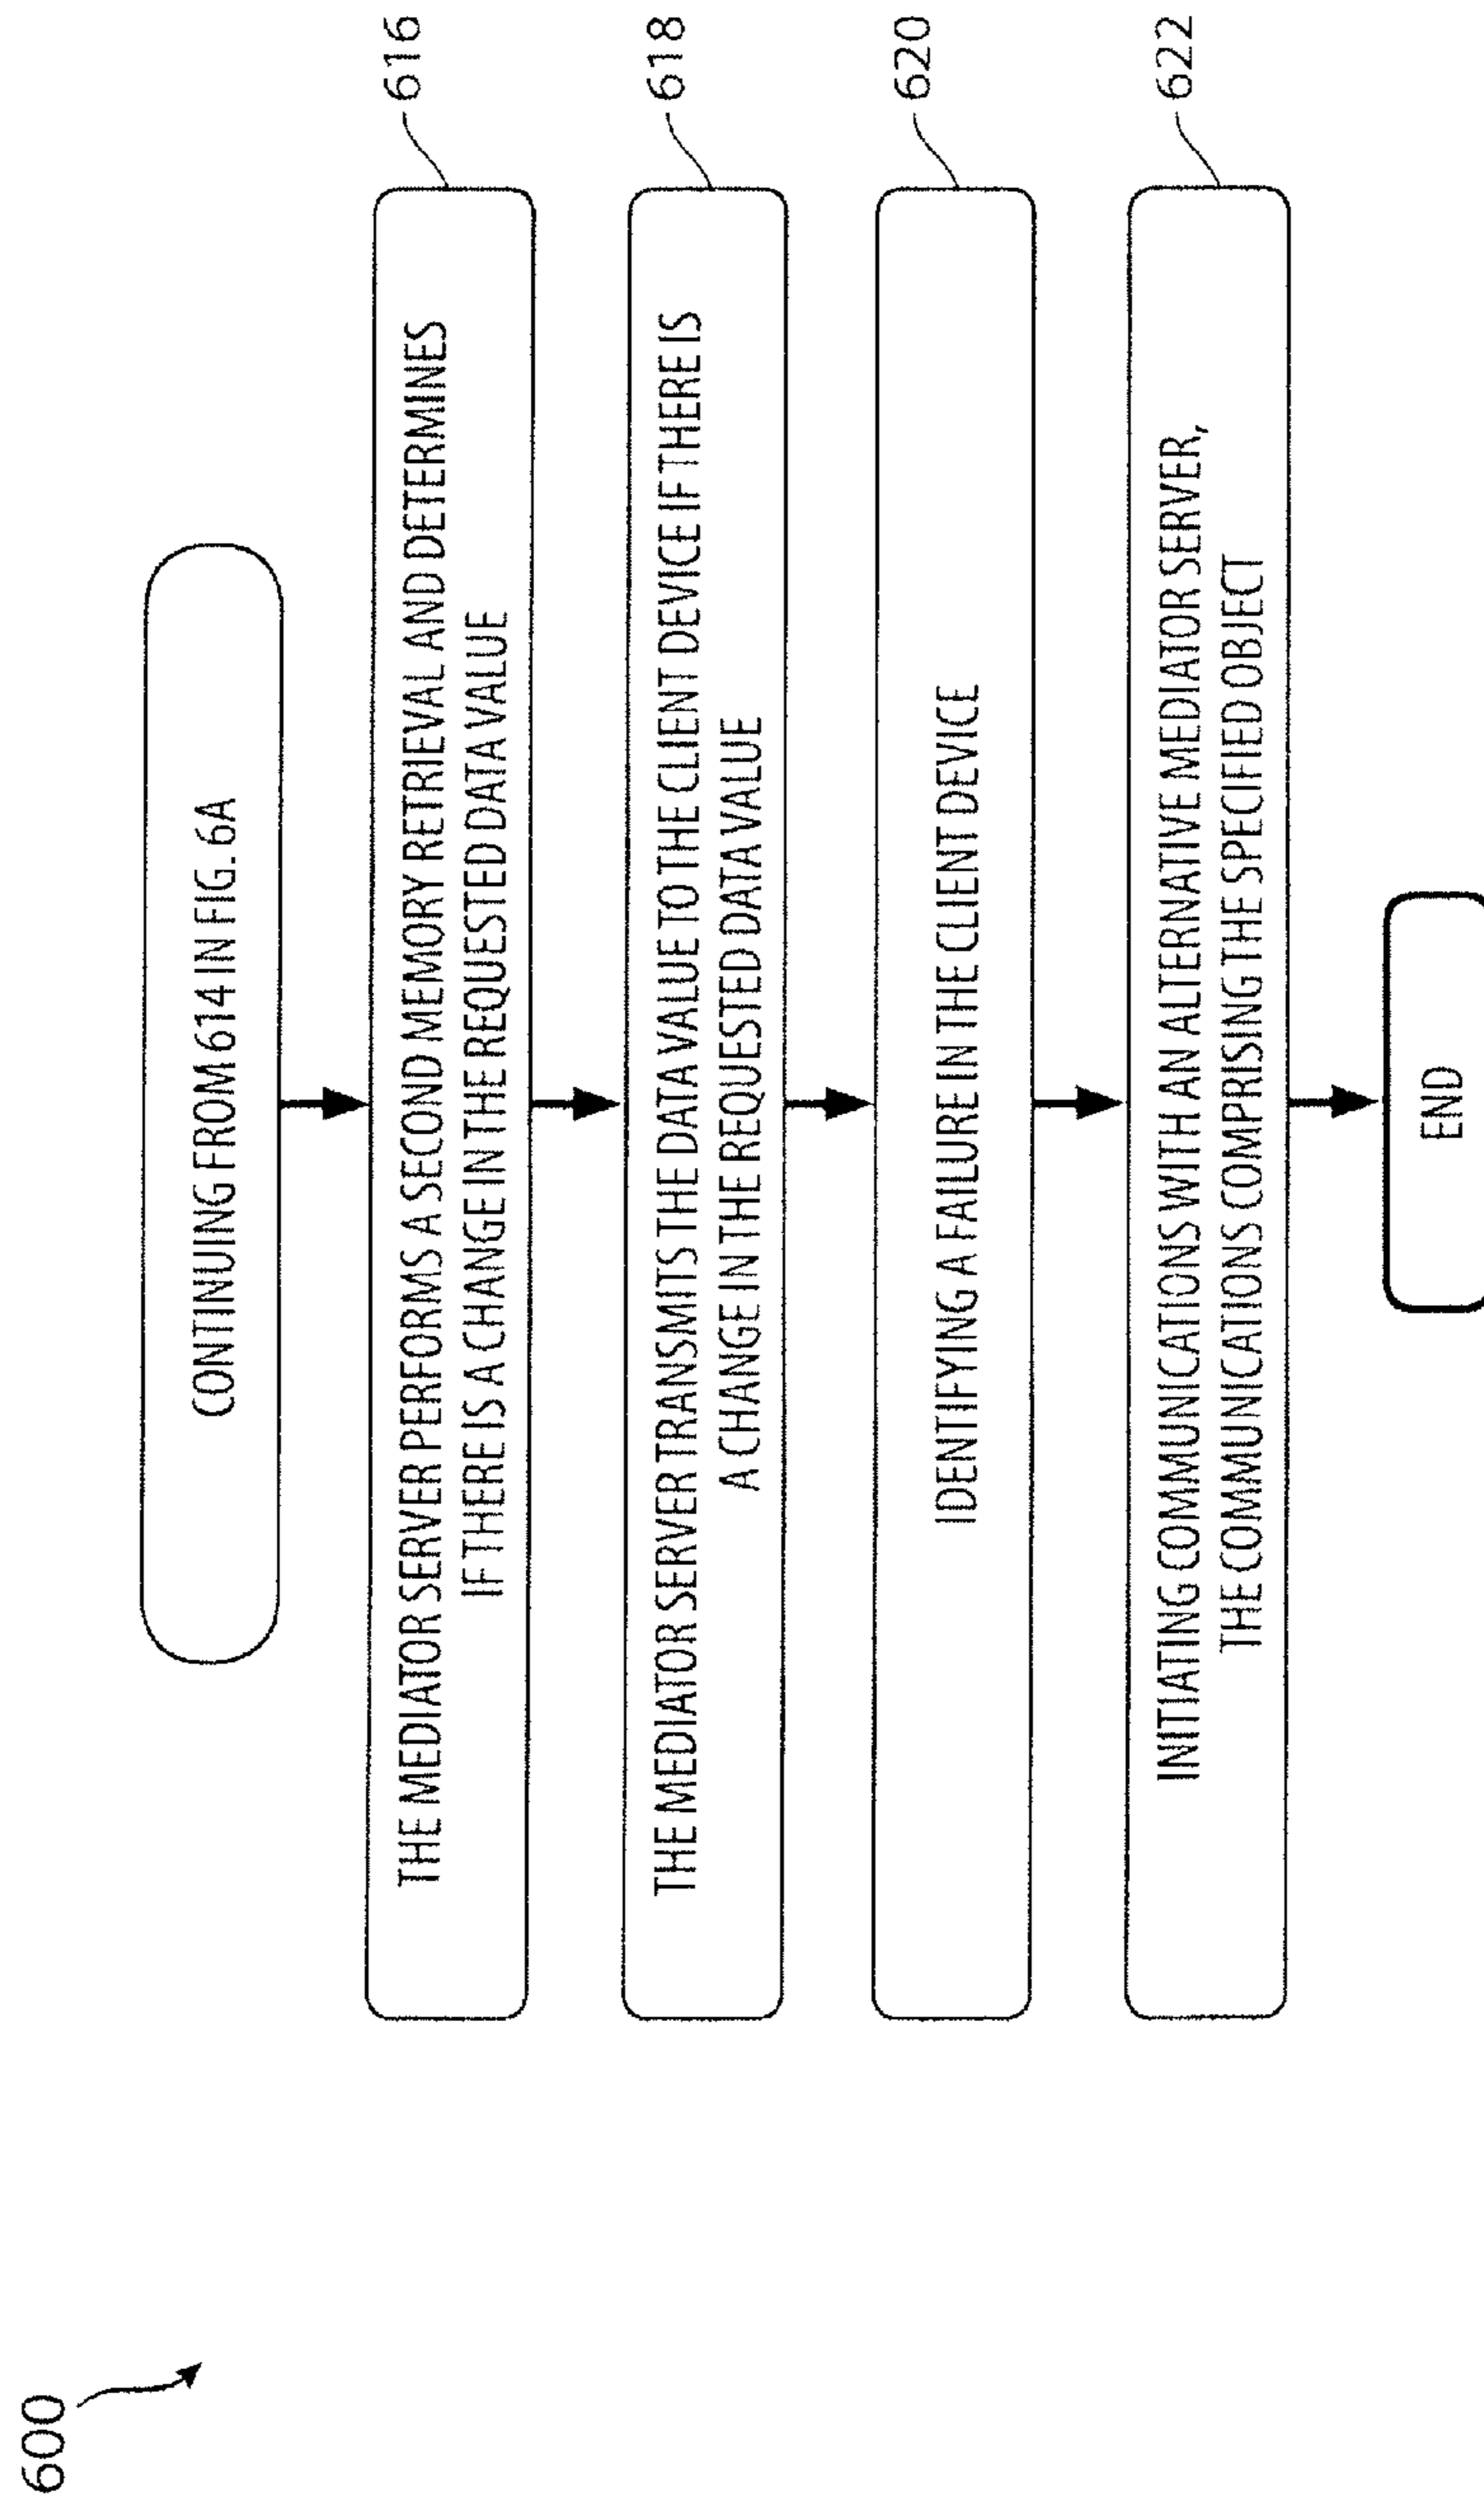 600
CONTINUING FROM 614 IN FIG. 6A
THE MEDIATOR SERVER PERFORMS A SECOND MEMORY RETRIEVAL AND DETERMINES
IF THERE IS A CHANGE IN THE REQUESTED DATA VALUE
616
THE MEDIATOR SERVER TRANSMITS THE DATA VALUE TO THE CLIENT DEVICE IF THERE IS
A CHANGE IN THE REQUESTED DATA VALUE
618
IDENTIFYING A FAILURE IN THE CLIENT DEVICE
620
INITIATING COMMUNICATIONS WITH AN ALTERNATIVE MEDIATOR SERVER,
THE COMMUNICATIONS COMPRISING THE SPECIFIED OBJECT
622
END